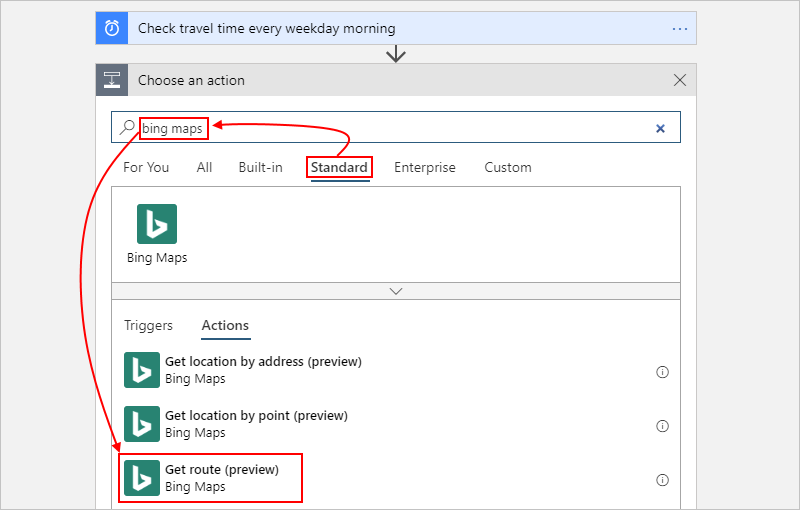 Check travel time every weekday morning
Choose an action
bing maps
For You All Built-in Standard Enterprise Custom
Bing Maps
Triggers Actions
Get location by address (preview)
Bing Maps
Get location by point (preview)
Bing Maps
Get route (preview)
Bing Maps